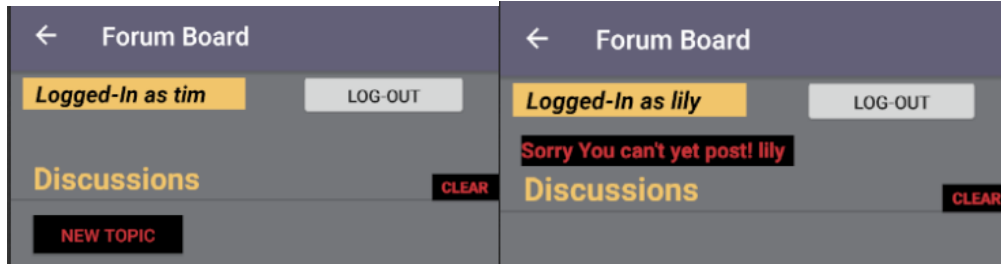 Forum Board
Logged-In as tim
LOG-OUT
Discussions
CLEAR
NEW TOPIC
Forum Board
Logged-In as lily
LOG-OUT
Sorry You can't yet post! lily
Discussions
CLEAR